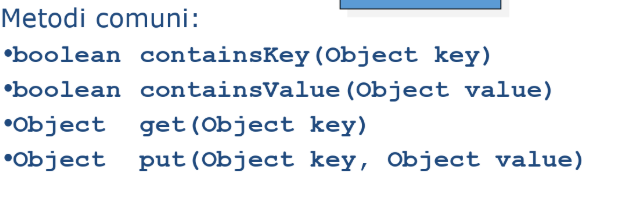 Metodi comuni:
•boolean containsKey(Object key)
•boolean containsValue(Object value)
•Object  get(Object key)
•Object  put(Object key, Object value)